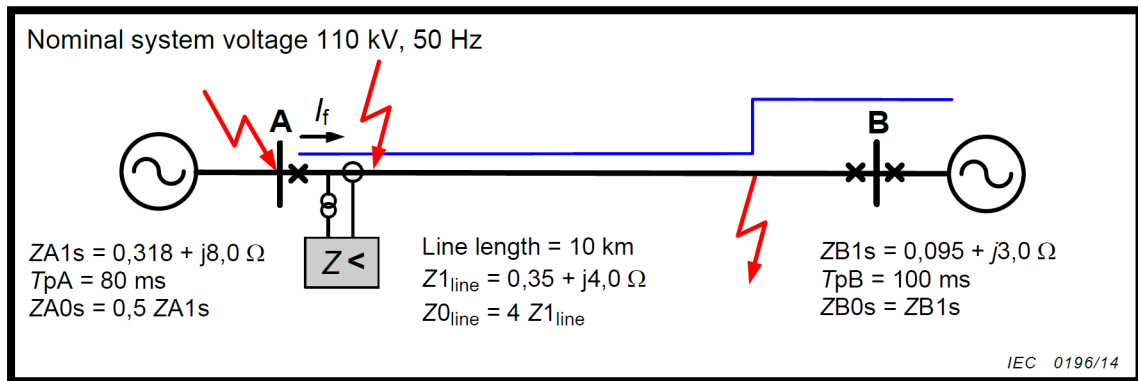 Nominal system voltage 110 kV, 50 Hz
A
If
B
Z <
ZA1s = 0,318 + j8,0 Ω
TpA = 80 ms
ZA0s = 0,5 ZA1s
Line length = 10 km
Z1line = 0,35 + j4,0 Ω
Z0line = 4 Z1line
ZB1s = 0,095 + j3,0 Ω
TpB = 100 ms
ZB0s = ZB1s
IEC 0196/14